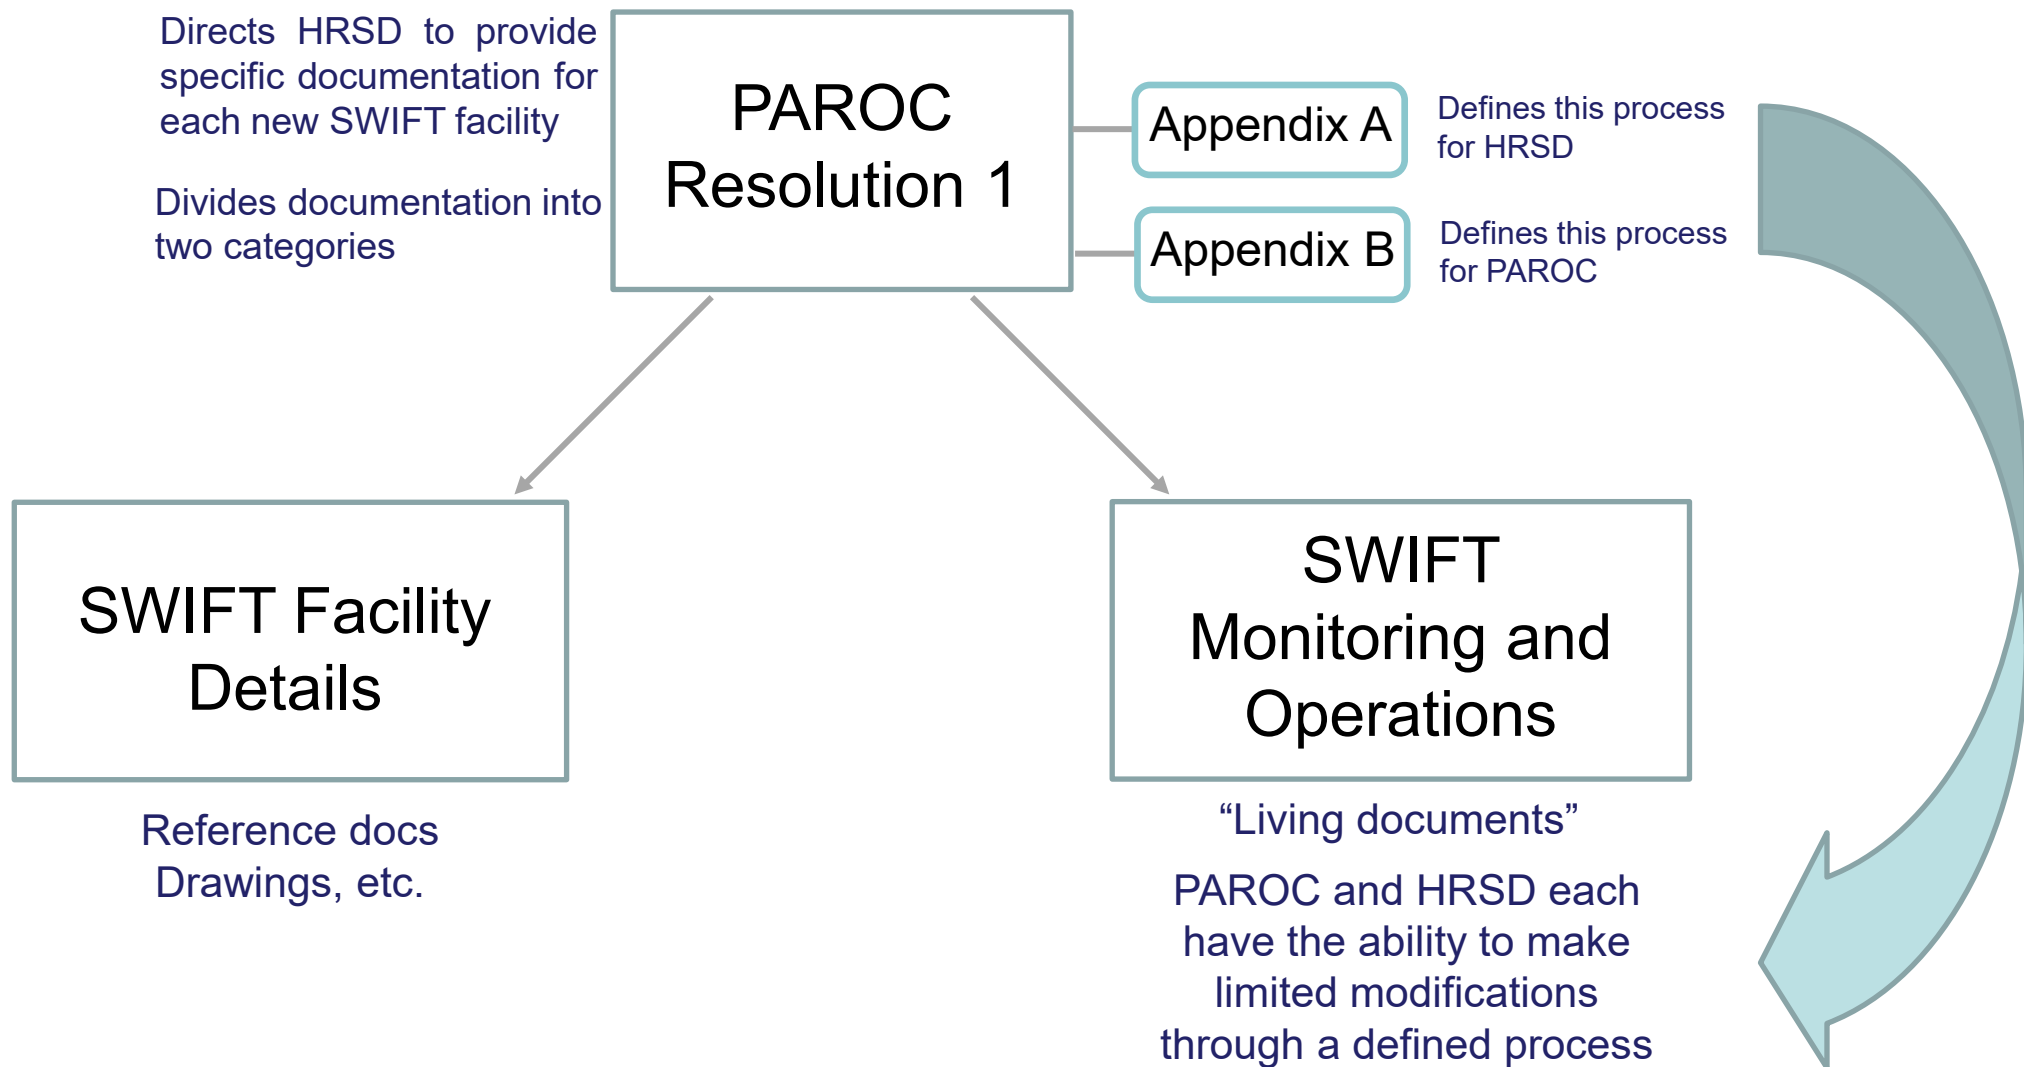 Directs HRSD to provide
specific documentation for
each new SWIFT facility
Divides documentation into
two categories
PAROC
Resolution 1
Appendix A
Defines this process
for HRSD
Appendix B
Defines this process
for PAROC
SWIFT Facility
Details
Reference docs
Drawings, etc.
SWIFT
Monitoring and
Operations
“Living documents”
PAROC and HRSD each
have the ability to make
limited modifications
through a defined process